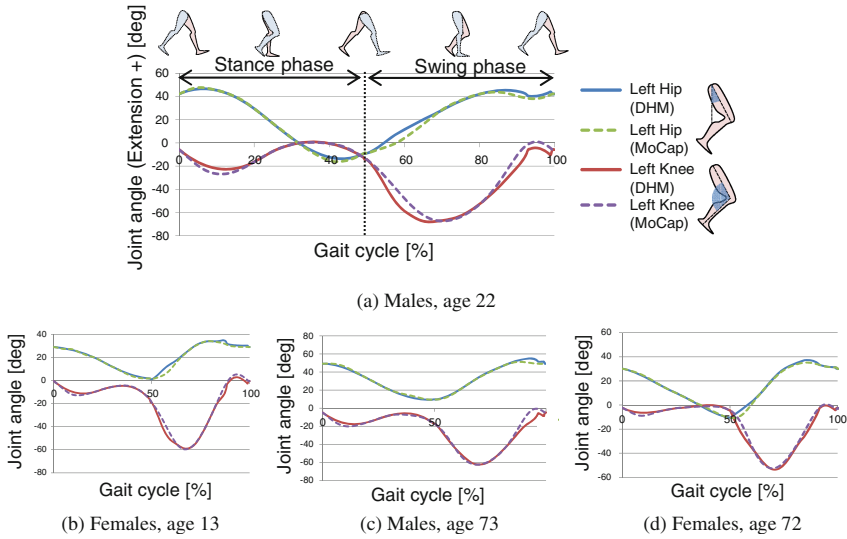 Joint angle (Extension +) [deg]
60
40
20
0
-20
-40
-60
-80
Stance phase
Swing phase
0
20
40
60
80
100
Gait cycle [%]
Left Hip
(DHM)
Left Hip
(MoCap)
Left Knee
(DHM)
Left Knee
(MoCap)
(a) Males, age 22
Joint angle [deg]
40
20
0
-20
-40
-60
-80
0
50
100
Gait cycle [%]
(b) Females, age 13
Joint angle [deg]
80
60
40
20
0
-20
-40
-60
-80
0
50
Gait cycle [%]
(c) Males, age 73
Joint angle [deg]
60
40
20
0
-20
-40
-60
0
50
100
Gait cycle [%]
(d) Females, age 72